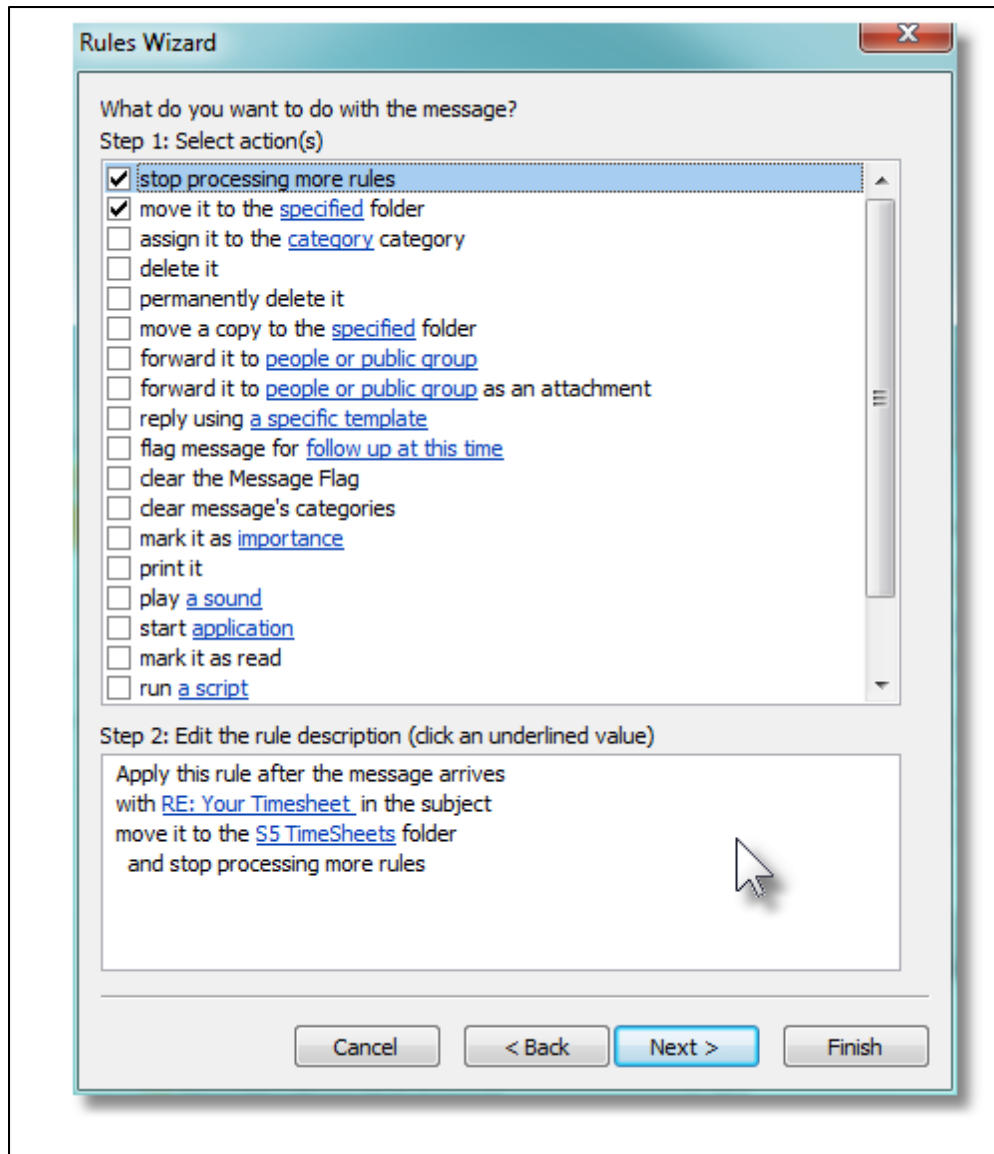 Rules Wizard
What do you want to do with the message?
Step 1: Select action(s)
stop processing more rules
move it to the specified folder
assign it to the category category
delete it
permanently delete it
move a copy to the specified folder
forward it to people or public group
forward it to people or public group as an attachment
reply using a specific template
flag message for follow up at this time
clear the Message Flag
clear message's categories
mark it as importance
print it
play a sound
start application
mark it as read
run a script
Step 2: Edit the rule description (click an underlined value)
Apply this rule after the message arrives
with RE: Your Timesheet  in the subject
move it to the S5 TimeSheets folder
and stop processing more rules
Cancel < Back Next > Finish